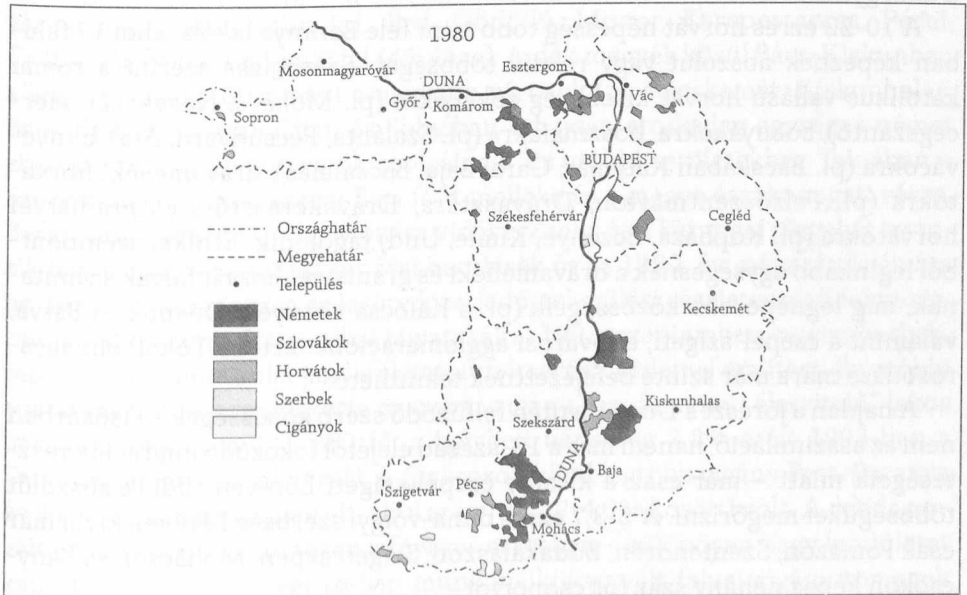 1980
Mosonmagyaróvár
DUNA
Győr
Komárom
Esztergom
Vác
Sopron
BUDAPEST
Székesfehérvár
Cegléd
Országhatár
Megyehatár
Település
Németek
Szlovákok
Horvátok
Szerbek
Cigányok
Kecskemét
Kiskunhalas
Szekszárd
DUNA
Baja
Szigetvár
Pécs
Mohács